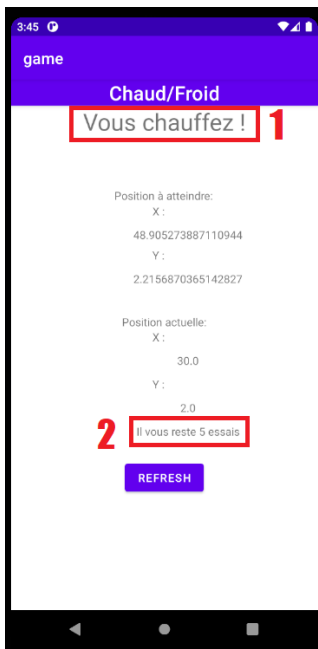 3:45
game
Chaud/Froid
Vous chauffez !
1
Position à atteindre:
X :
48.905273887110944
Y :
2.2156870365142827
Position actuelle:
X :
30.0
Y :
2.0
2
Il vous reste 5 essais
REFRESH